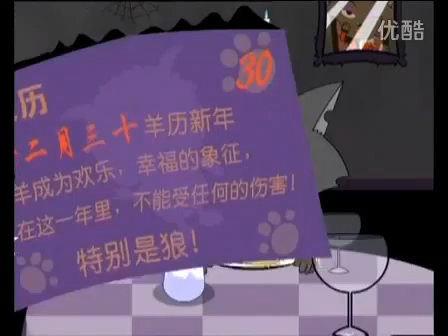 优酷
历
30
二月三十羊历新年
羊成为欢乐，幸福的象征，
在这一年里，不能受任何的伤害！
特别是狼！